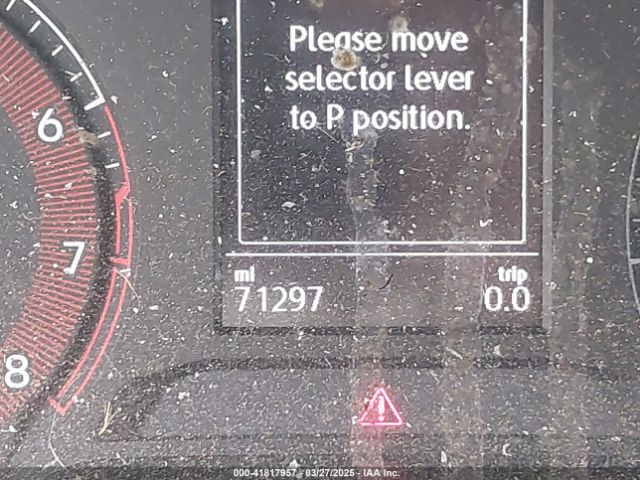 Please move
selector lever
to P position.
6
7
8
mi
trip
71297
0.0
000-41817957 - 03/27/2025 - IAA Inc.